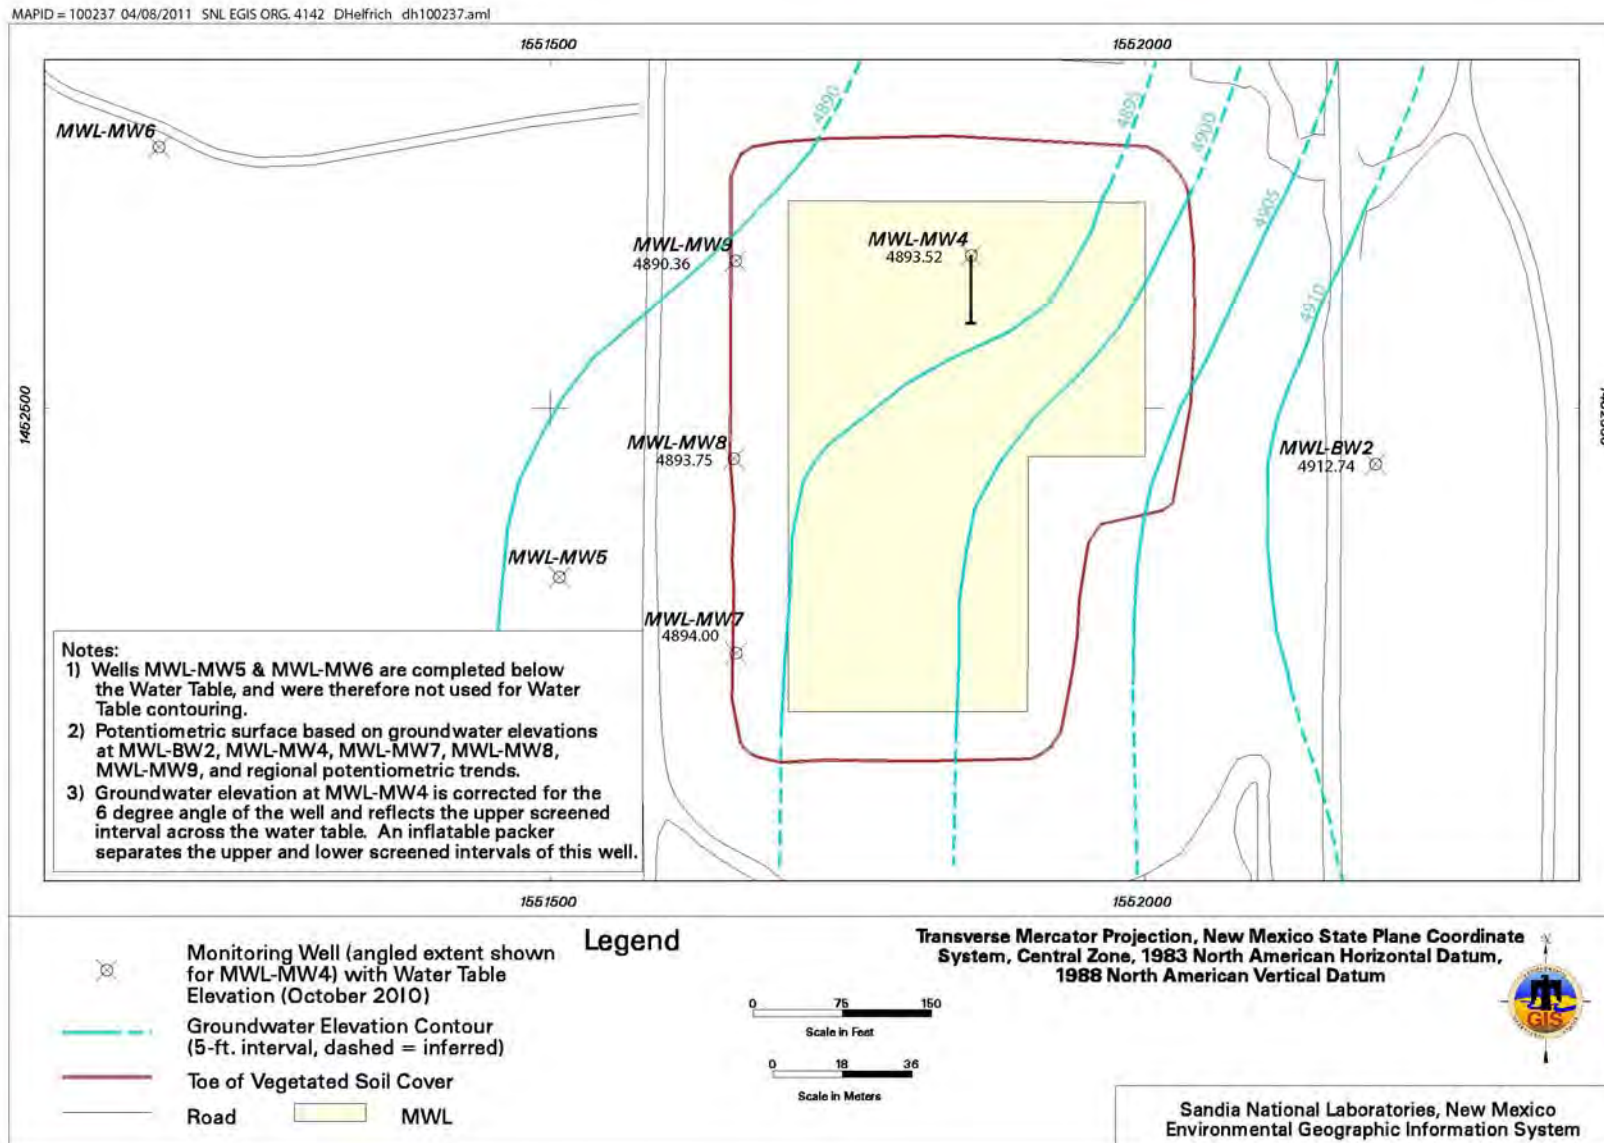 MAPID = 100237 04/08/2011 SNL EGIS ORG. 4142 DHelfrich dh100237.aml
1551500
1552000
4890
4895
4900
MWL-MW6
4905
MWL-MW9
4890.36
MWL-MW4
4893.52
4910
1452500
MWL-MW8
4893.75
MWL-BW2
4912.74
MWL-MW5
MWL-MW7
4894.00
Notes:
1) Wells MWL-MW5 & MWL-MW6 are completed below
the Water Table, and were therefore not used for Water
Table contouring.
2) Potentiometric surface based on groundwater elevations
at MWL-BW2, MWL-MW4, MWL-MW7, MWL-MW8,
MWL-MW9, and regional potentiometric trends.
3) Groundwater elevation at MWL-MW4 is corrected for the
6 degree angle of the well and reflects the upper screened
interval across the water table. An inflatable packer
separates the upper and lower screened intervals of this well.
1551500
1552000
Legend
Monitoring Well (angled extent shown
for MWL-MW4) with Water Table
Elevation (October 2010)
Groundwater Elevation Contour
(5-ft. interval, dashed = inferred)
Toe of Vegetated Soil Cover
Road
MWL
0 75 150
Scale in Feet
0 18 36
Scale in Meters
Transverse Mercator Projection, New Mexico State Plane Coordinate
System, Central Zone, 1983 North American Horizontal Datum,
1988 North American Vertical Datum
GIS
Sandia National Laboratories, New Mexico
Environmental Geographic Information System